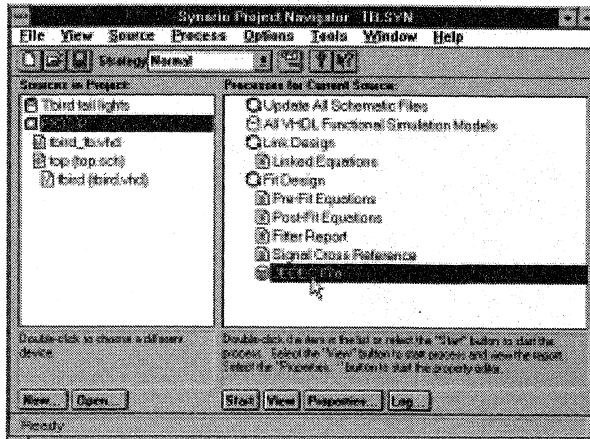 Synario Project Navigator - TB.SYN
File View Source Process Options Tools Window Help
Strategy Normal
Sources in Project:
Processes for Current Source:
Tbird tail lights
tbird_tb.vhd
top (top.sch)
tbird (tbird.vhd)
Update All Schematic Files
All VHDL Functional Simulation Models
Link Design
Linked Equations
Fit Design
Pre-Fit Equations
Post-Fit Equations
Fitter Report
Signal Cross Reference
Double-click to choose a different
device.
Double-click the item in the list or select the "Start" button to start the
process. Select the "View" button to start process and view the report.
Select the "Properties..." button to start the property editor.
New... Open...
Start View Properties... Log...
Ready